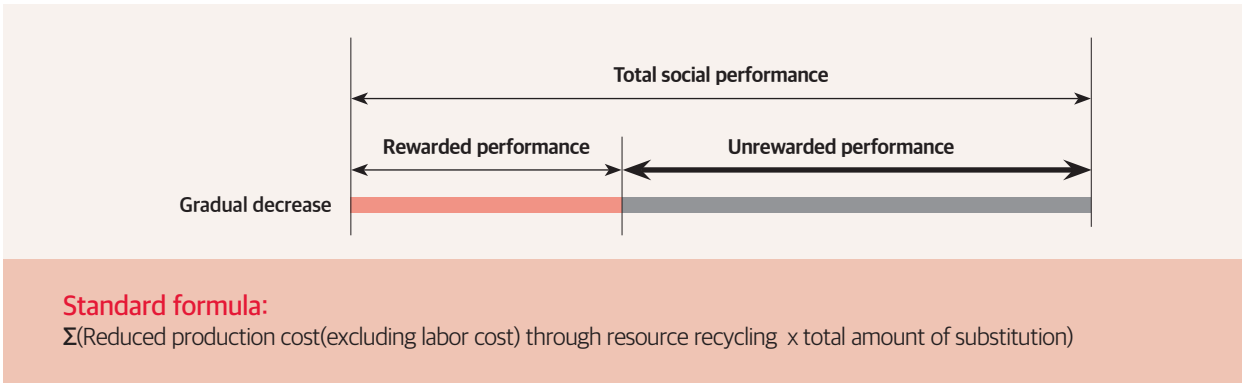 Total social performance
Rewarded performance
Unrewarded performance
Gradual decrease
Standard formula:
Σ(Reduced production cost(excluding labor cost) through resource recycling x total amount of substitution)